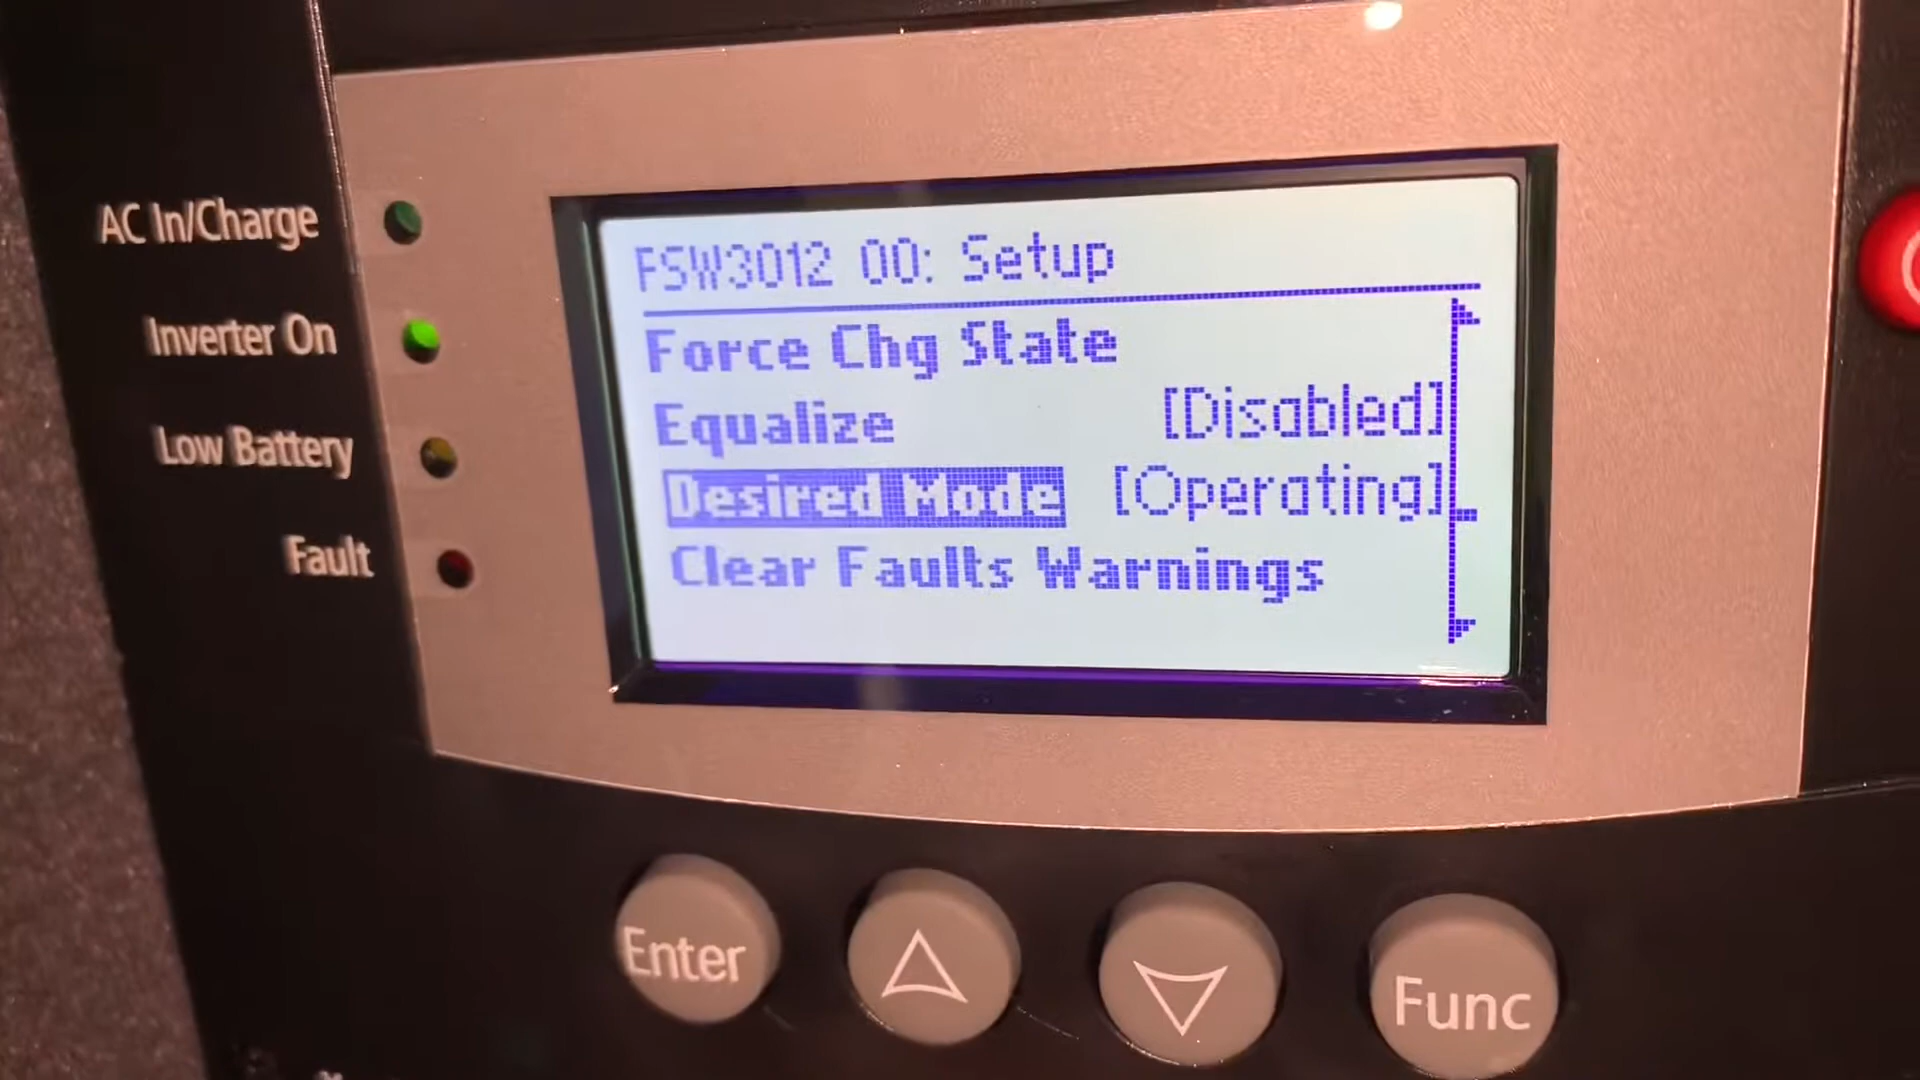 FSW3012 00: Setup
Force Chg State
Equalize [Disabled]
Desired Mode [Operating]
Clear Faults Warnings
AC In/Charge
Inverter On
Low Battery
Fault
Enter
Func